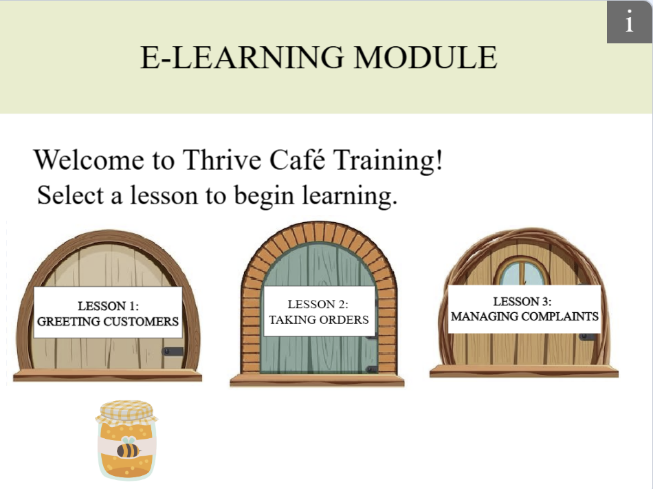 i
E-LEARNING MODULE
Welcome to Thrive Café Training!
Select a lesson to begin learning.
LESSON 1:
GREETING CUSTOMERS
LESSON 2:
TAKING ORDERS
LESSON 3:
MANAGING COMPLAINTS